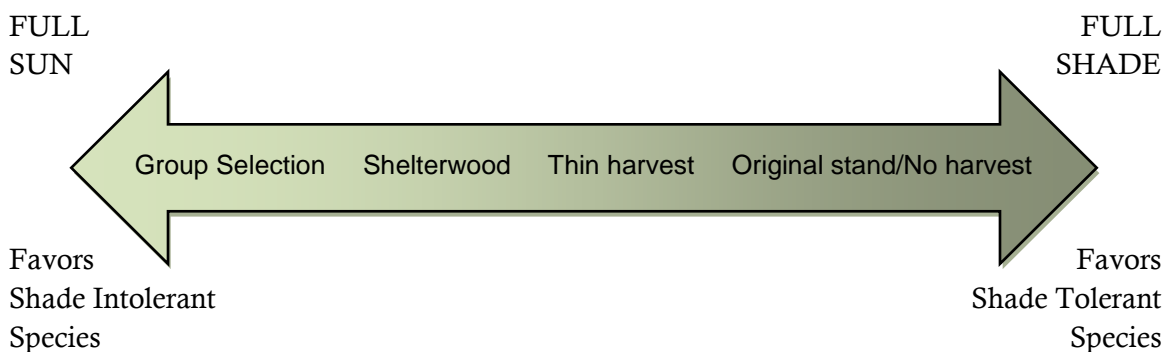 FULL
SUN
FULL
SHADE
Group Selection Shelterwood Thin harvest Original stand/No harvest
Favors
Shade Intolerant
Species
Favors
Shade Tolerant
Species